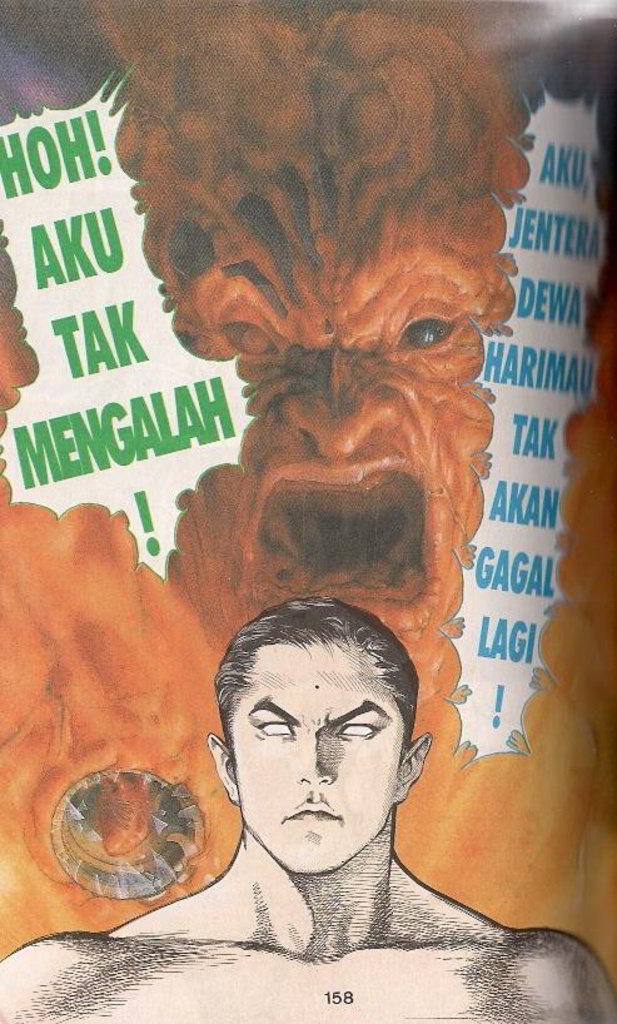 HOH!
AKU
TAK
MENGALAH
!
AKU,
JENTERA
DEWA
HARIMAU
TAK
AKAN
GAGAL
LAGI
!
158